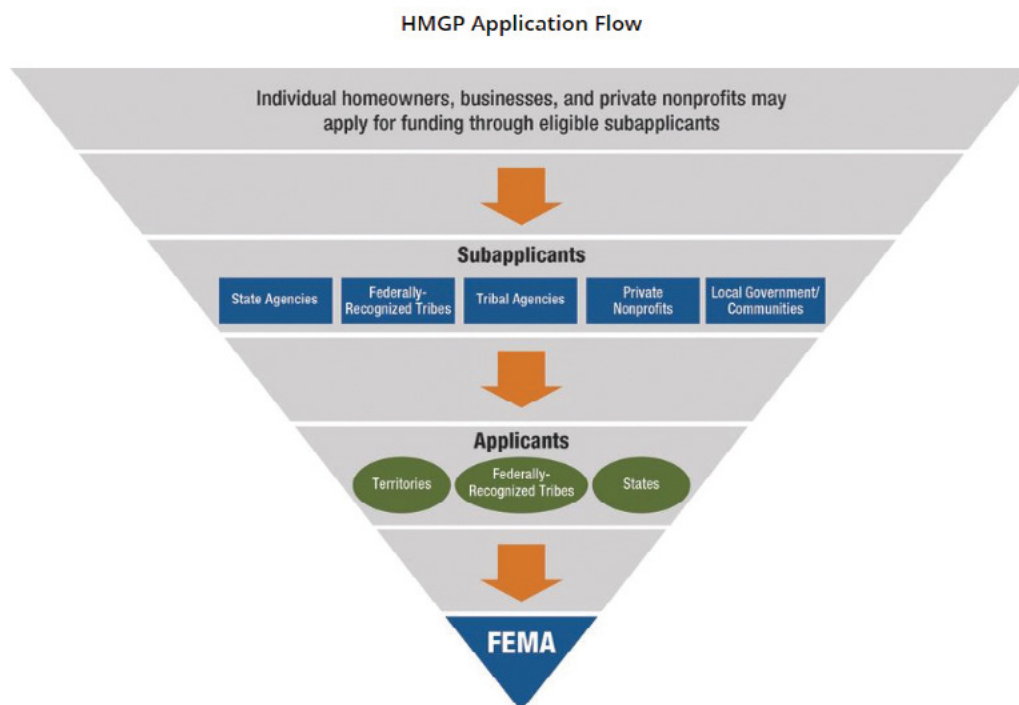 HMGP Application Flow
Individual homeowners, businesses, and private nonprofits may
apply for funding through eligible subapplicants
Subapplicants
State Agencies
Federally-
Recognized Tribes
Tribal Agencies
Private
Nonprofits
Local Government/
Communities
Applicants
Territories
Federally-
Recognized Tribes
States
FEMA